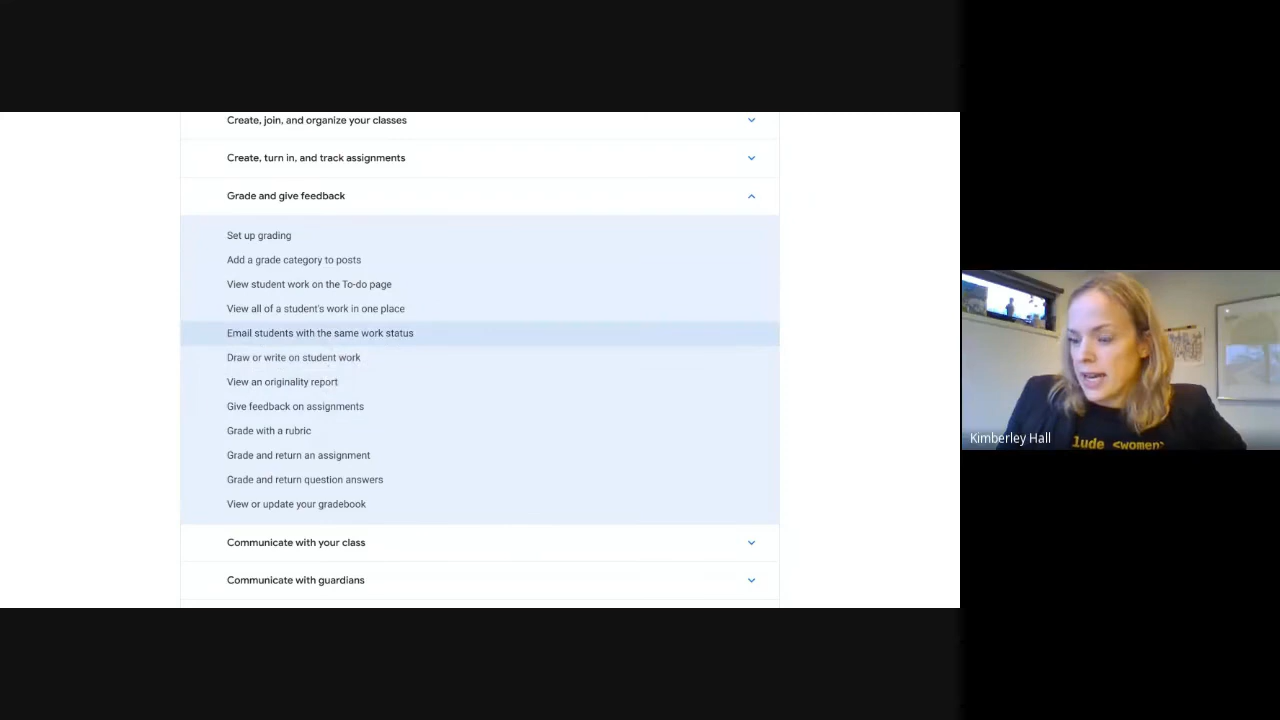 Create, join, and organize your classes
Create, turn in, and track assignments
Grade and give feedback
Set up grading
Add a grade category to posts
View student work on the To-do page
View all of a student's work in one place
Email students with the same work status
Draw or write on student work
View an originality report
Give feedback on assignments
Grade with a rubric
Grade and return an assignment
Grade and return question answers
View or update your gradebook
Communicate with your class
Communicate with guardians
Kimberley Hall
lude <women>